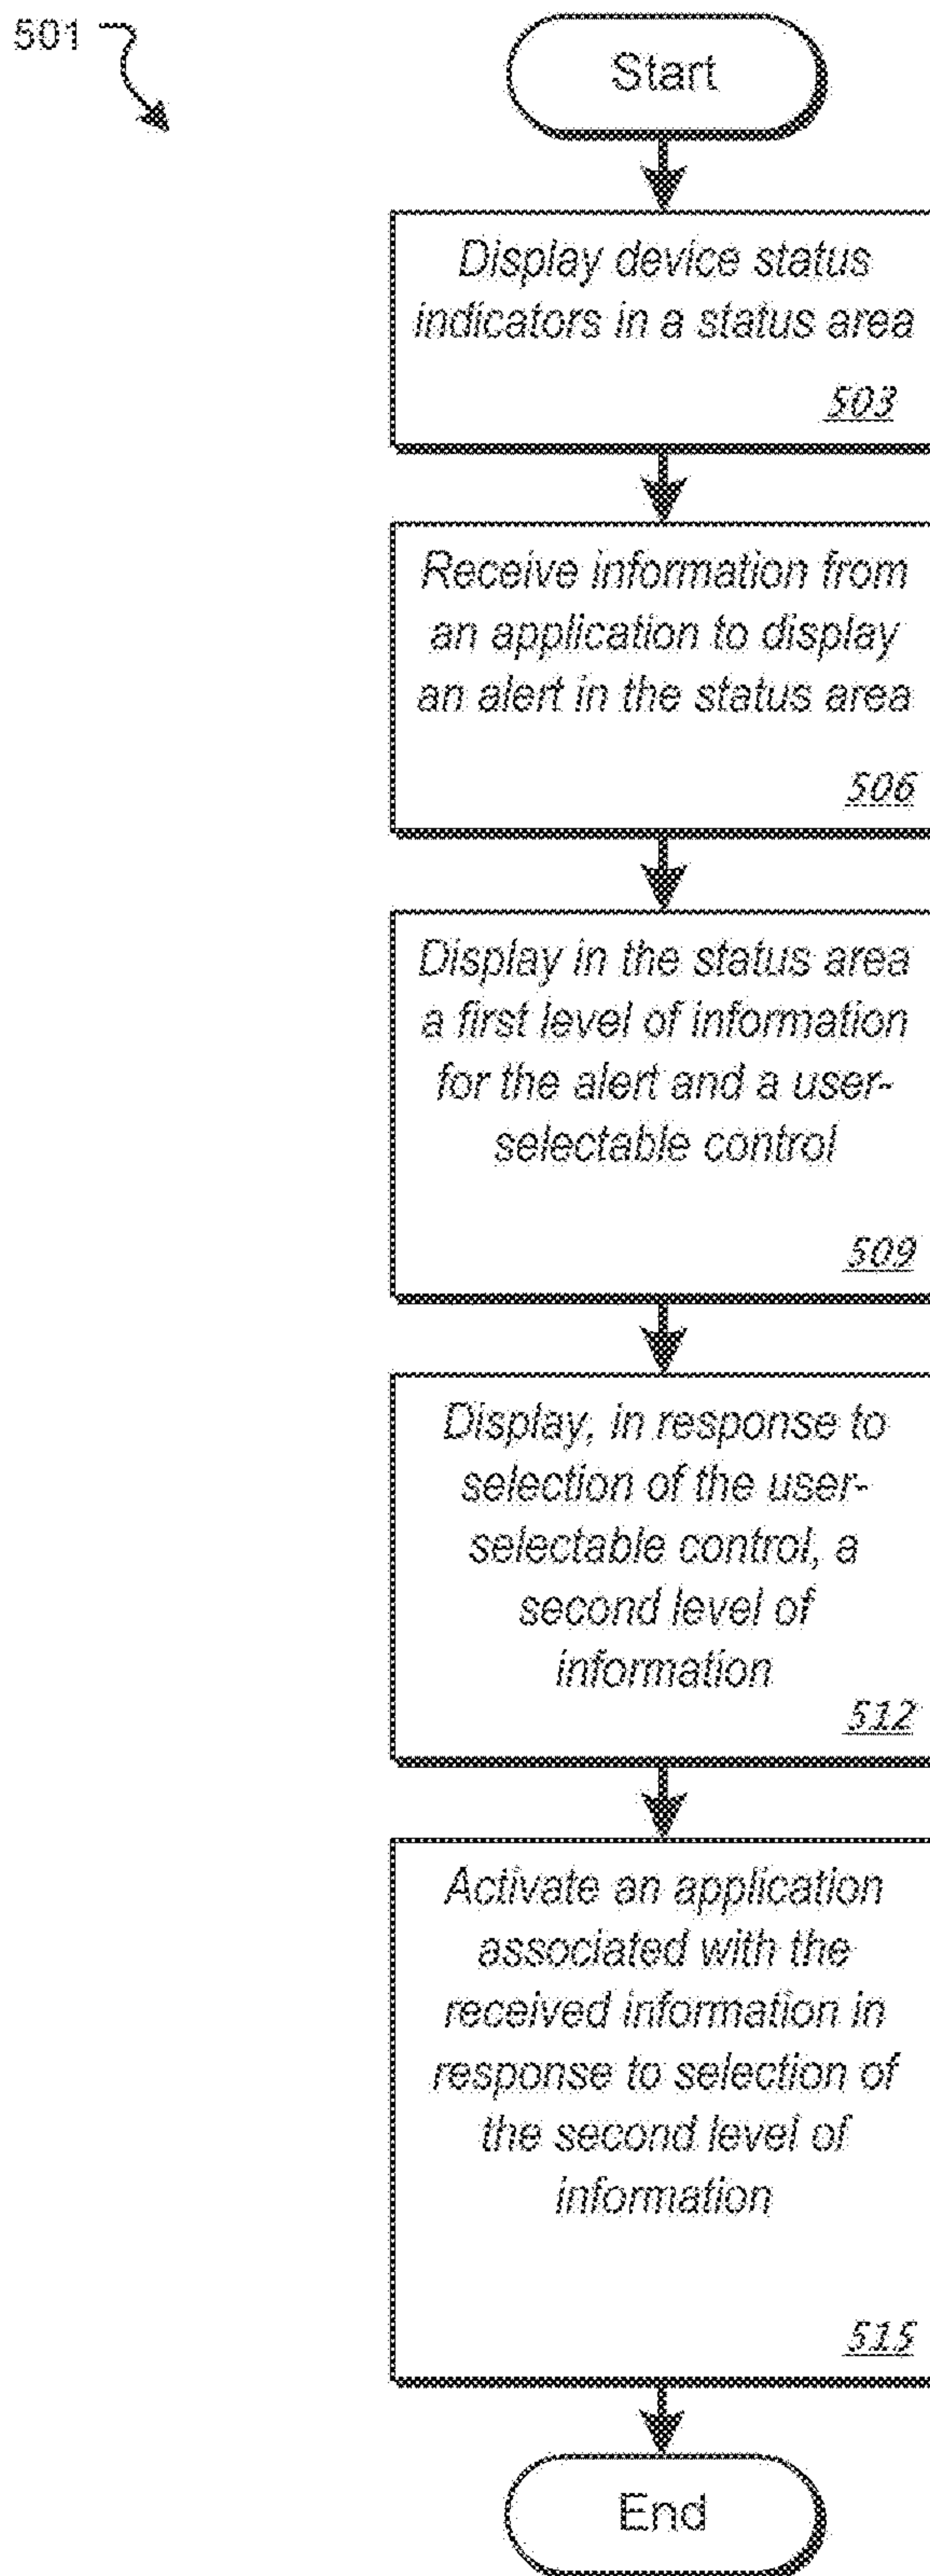 501
Start
Display device status
indicators in a status area
503
Receive information from
an application to display
an alert in the status area
506
Display in the status area
a first level of information
for the alert and a user-
selectable control
509
Display, in response to
selection of the user-
selectable control, a
second level of
information
512
Activate an application
associated with the
received information in
response to selection of
the second level of
information
515
End